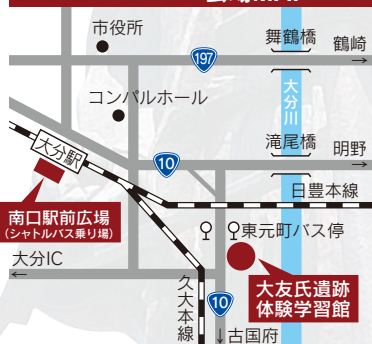 市役所
舞鶴橋
鶴崎
197
コンパルホール
大分川
滝尾橋
大分駅
10
明野
日豊本線
南口駅前広場
(シャトルバス乗り場)
東元町バス停
大分IC
大友氏遺跡
体験学習館
久大本線
10
古国府